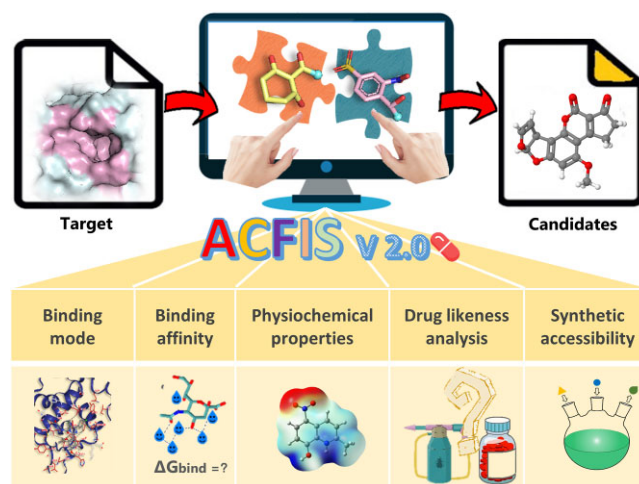 Target
Candidates
ACFIS V 2.0
Binding
mode
Binding
affinity
Physiochemical
properties
Drug likeness
analysis
Synthetic
accessibility
ΔGbind =?
?